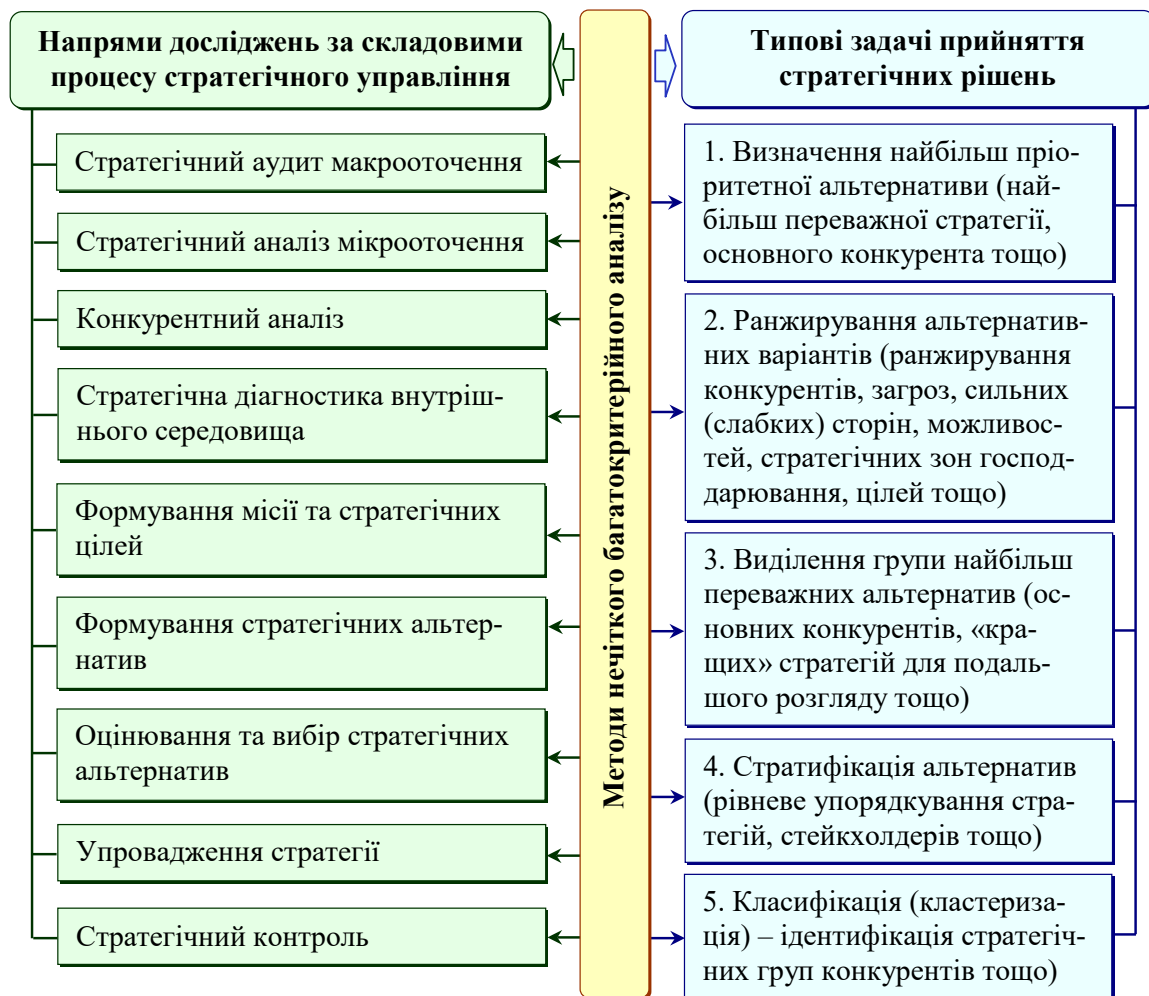 Напрями досліджень за складовими
процесу стратегічного управління
Стратегічний аудит макрооточення
Стратегічний аналіз мікрооточення
Конкурентний аналіз
Стратегічна діагностика внутріш-
нього середовища
Формування місії та стратегічних
цілей
Формування стратегічних альтер-
натив
Оцінювання та вибір стратегічних
альтернатив
Упровадження стратегії
Стратегічний контроль
Методи нечіткого багатокритерійного аналізу
Типові задачі прийняття
стратегічних рішень
1. Визначення найбільш пріо-
ритетної альтернативи (най-
більш переважної стратегії,
основного конкурента тощо)
2. Ранжирування альтернатив-
них варіантів (ранжирування
конкурентів, загроз, сильних
(слабких) сторін, можливос-
тей, стратегічних зон господ-
дарювання, цілей тощо)
3. Виділення групи найбільш
переважних альтернатив (ос-
новних конкурентів, «кра-
щих» стратегій для подаль-
шого розгляду тощо)
4. Стратифікація альтернатив
(рівневе упорядкування стра-
тегій, стейкхолдерів тощо)
5. Класифікація (кластериза-
ція) – ідентифікація стратегіч-
них груп конкурентів тощо)